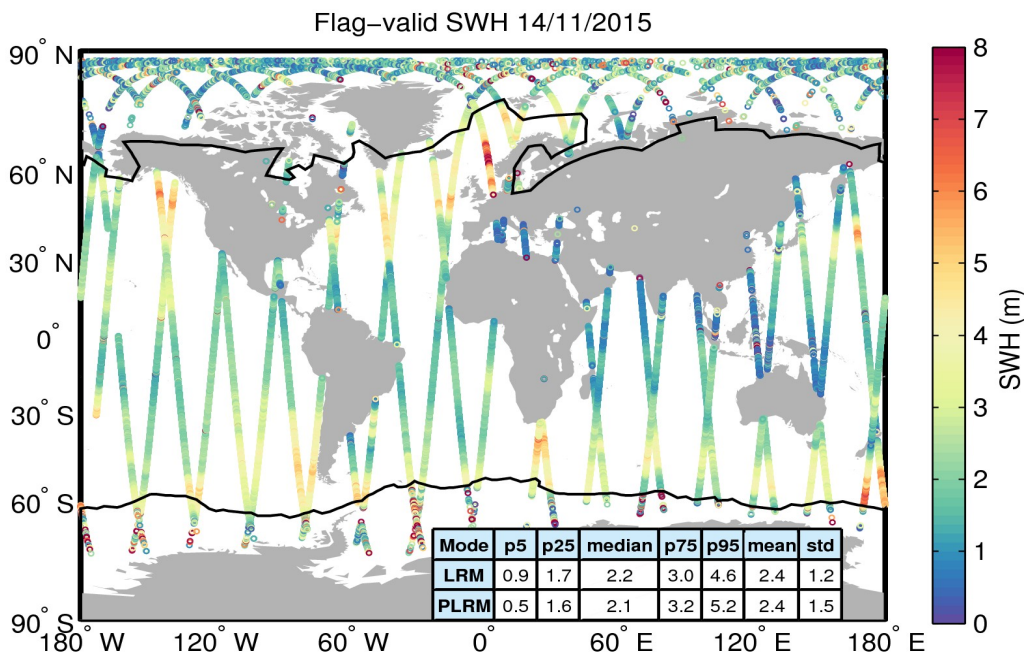 Flag−valid SWH 14/11/2015
90° N
60° N
30° N
0°
30° S
60° S
90° S
180° W
120° W
60° W
0°
60° E
120° E
180° E
8
7
6
5
4
3
2
1
0
SWH (m)
Mode p5 p25 median p75 p95 mean std
LRM 0.9 1.7 2.2 3.0 4.6 2.4 1.2
PLRM 0.5 1.6 2.1 3.2 5.2 2.4 1.5